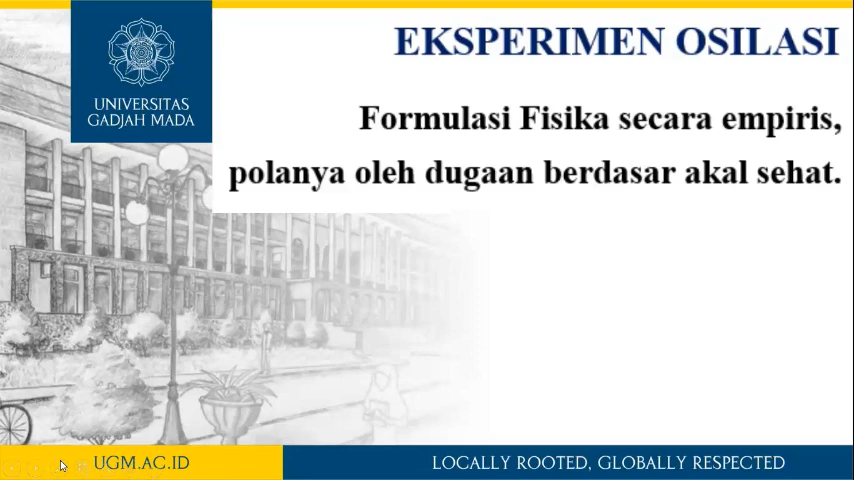 EKSPERIMEN OSILASI
UNIVERSITAS
GADJAH MADA
Formulasi Fisika secara empiris,
polanya oleh dugaan berdasar akal sehat.
UGM.AC.ID
LOCALLY ROOTED, GLOBALLY RESPECTED